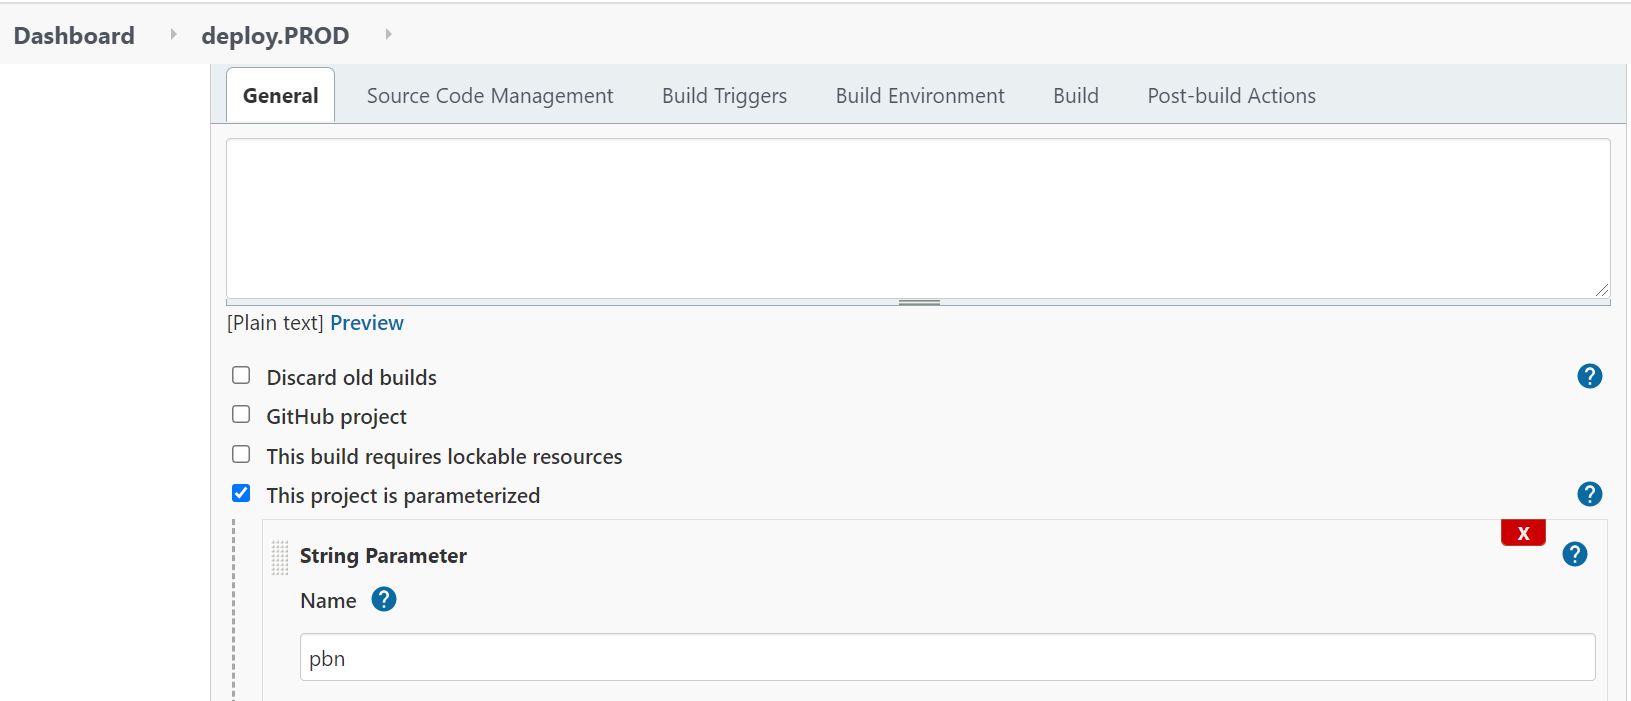 Dashboard deploy.PROD
General Source Code Management Build Triggers Build Environment Build Post-build Actions
[Plain text] Preview
Discard old builds ?
GitHub project
This build requires lockable resources
This project is parameterized ?
X
String Parameter ?
Name ?
pbn